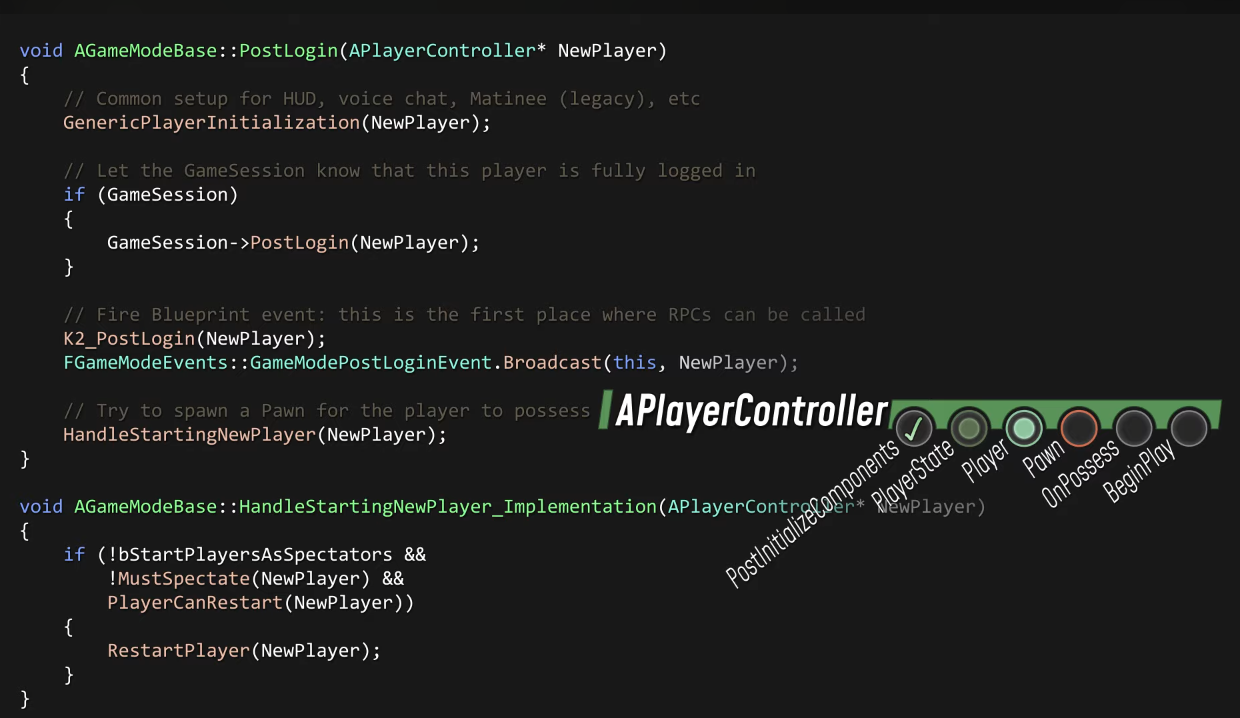 void AGameModeBase::PostLogin(APlayerController* NewPlayer)
{
    // Common setup for HUD, voice chat, Matinee (legacy), etc
    GenericPlayerInitialization(NewPlayer);

    // Let the GameSession know that this player is fully logged in
    if (GameSession)
    {
        GameSession->PostLogin(NewPlayer);
    }

    // Fire Blueprint event: this is the first place where RPCs can be called
    K2_PostLogin(NewPlayer);
    FGameModeEvents::GameModePostLoginEvent.Broadcast(this, NewPlayer);

    // Try to spawn a Pawn for the player to possess
    HandleStartingNewPlayer(NewPlayer);
}

void AGameModeBase::HandleStartingNewPlayer_Implementation(APlayerController* NewPlayer)
{
    if (!bStartPlayersAsSpectators &&
        !MustSpectate(NewPlayer) &&
        PlayerCanRestart(NewPlayer))
    {
        RestartPlayer(NewPlayer);
    }
}
APlayerController
PostInitializeComponents
PlayerState
Player
Pawn
OnPossess
BeginPlay